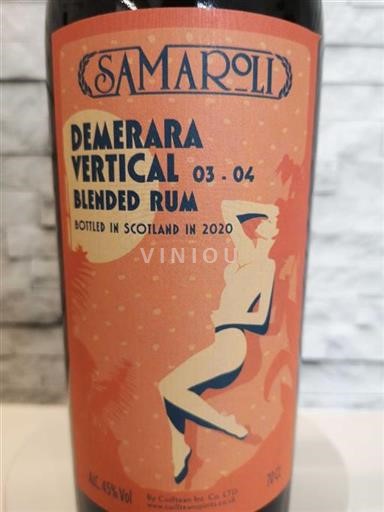 SAMAROLI
DEMERARA
VERTICAL 03 - 04
BLENDED RUM
BOTTLED IN SCOTLAND IN 2020
VINIOU
ALC. 45% Vol
70 CL